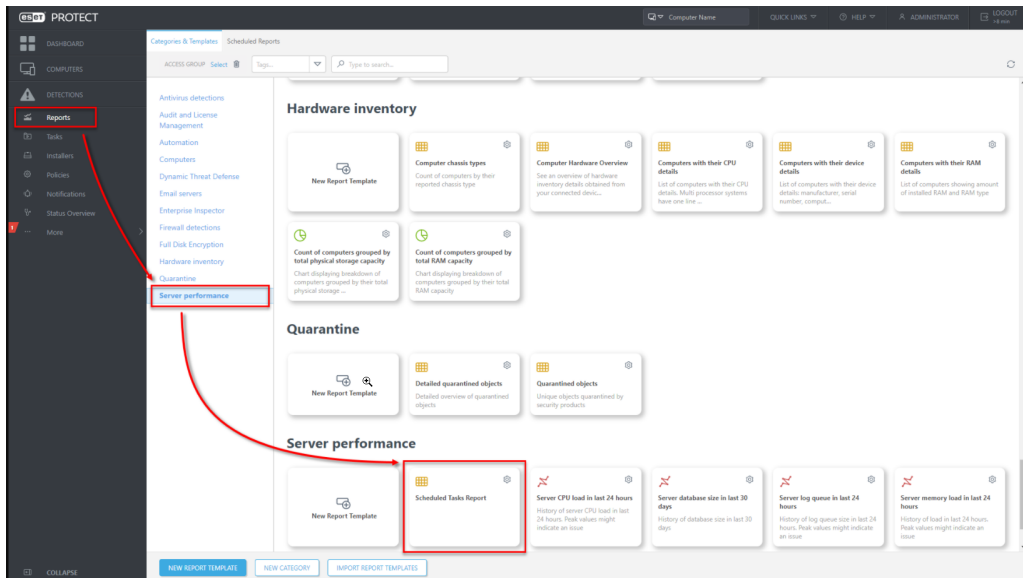 eset PROTECT
Computer Name
QUICK LINKS
HELP
ADMINISTRATOR
LOGOUT
>8 min
DASHBOARD
COMPUTERS
DETECTIONS
Reports
Tasks
Installers
Policies
Notifications
Status Overview
More
COLLAPSE
Categories & Templates
Scheduled Reports
ACCESS GROUP Select
Tags...
Type to search...
Antivirus detections
Audit and License
Management
Automation
Computers
Dynamic Threat Defense
Email servers
Enterprise Inspector
Firewall detections
Full Disk Encryption
Hardware inventory
Quarantine
Server performance
Hardware inventory
New Report Template
Computer chassis types
Count of computers by their
reported chassis type
Computer Hardware Overview
See an overview of hardware
inventory details obtained from
your connected devic...
Computers with their CPU
details
List of computers with their CPU
details. Multi processor systems
have one line ...
Computers with their device
details
List of computers with their device
details: manufacturer, serial
number, comput...
Computers with their RAM
details
List of computers showing amount
of installed RAM and RAM type
Count of computers grouped by
total physical storage capacity
Chart displaying breakdown of
computers grouped by their total
physical storage ...
Count of computers grouped by
total RAM capacity
Chart displaying breakdown of
computers grouped by their total
RAM capacity
Quarantine
New Report Template
Detailed quarantined objects
Detailed overview of quarantined
objects
Quarantined objects
Unique objects quarantined by
security products
Server performance
New Report Template
Scheduled Tasks Report
Server CPU load in last 24 hours
History of server CPU load in last
24 hours. Peak values might
indicate an issue
Server database size in last 30
days
History of database size in last 30
days
Server log queue in last 24
hours
History of log queue size in last 24
hours. Peak values might indicate
an issue
Server memory load in last 24
hours
History of load in last 24 hours.
Peak values might indicate an
issue
NEW REPORT TEMPLATE
NEW CATEGORY
IMPORT REPORT TEMPLATES